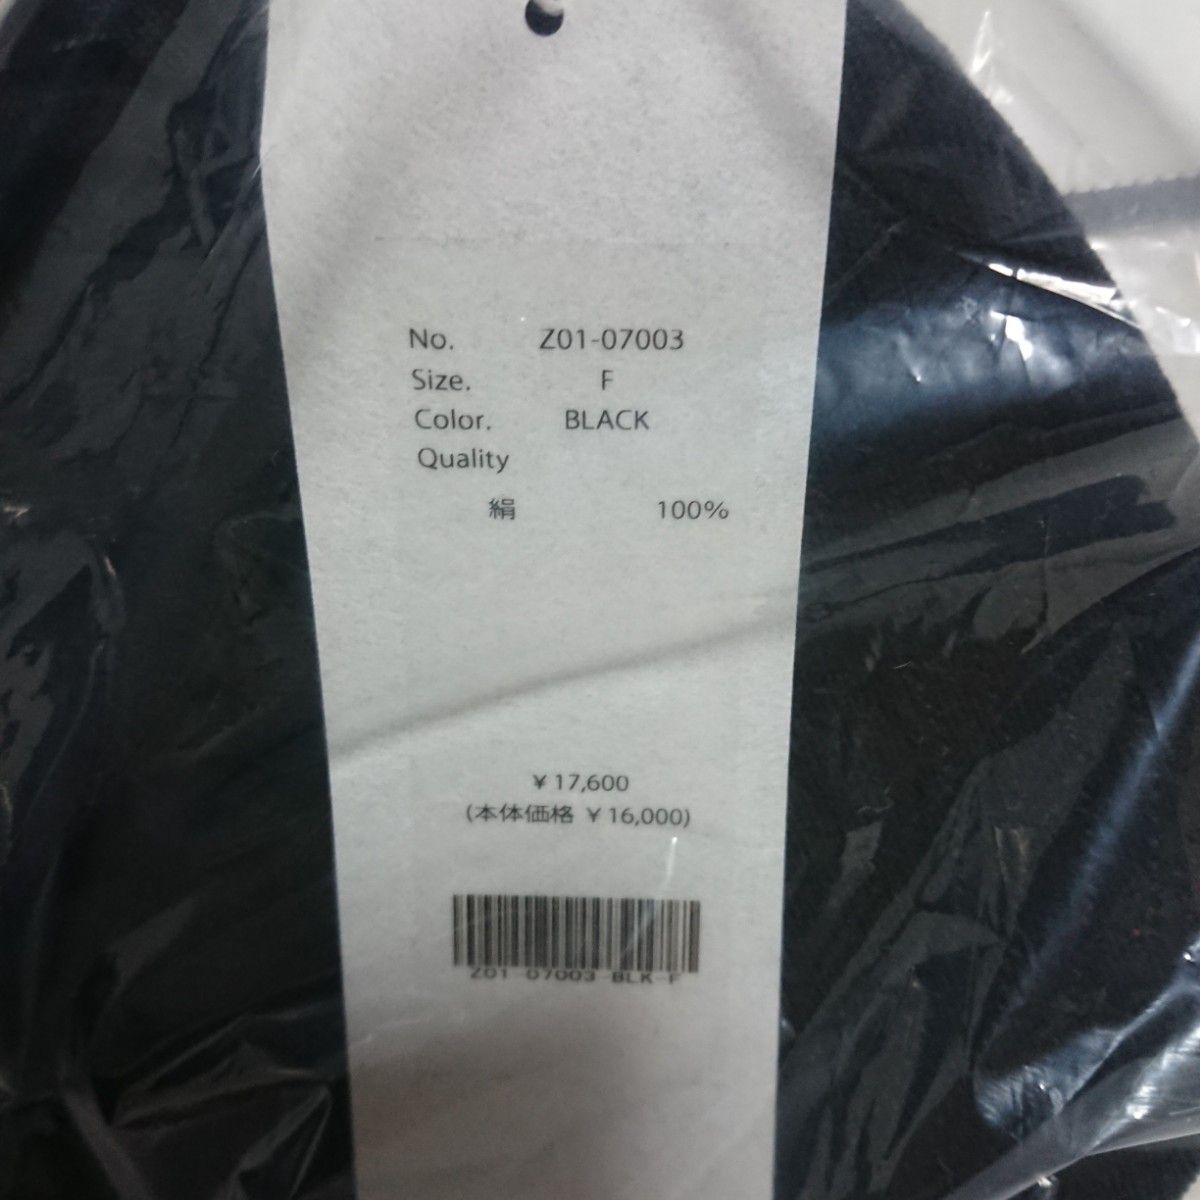 No. Z01-07003
Size. F
Color. BLACK
Quality
絹 100%
¥17,600
(本体価格 ¥16,000)
Z01-07003-BLK-F